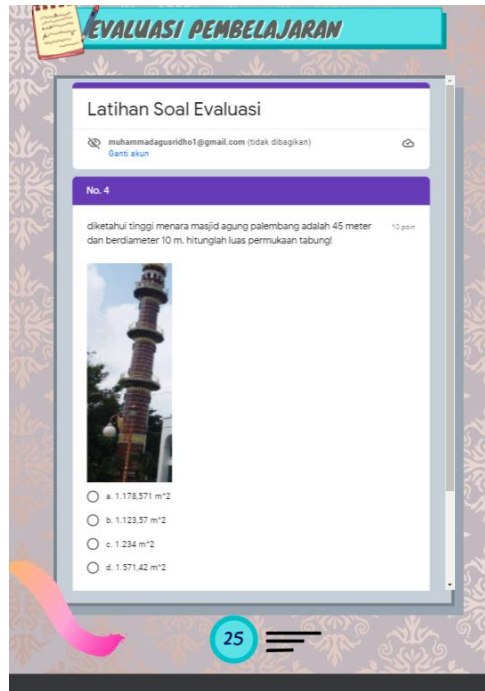 EVALUASI PEMBELAJARAN
Latihan Soal Evaluasi
muhammadagusridho1@gmail.com (tidak dibagikan)
Ganti akun
No. 4
diketahui tinggi menara masjid agung palembang adalah 45 meter
dan berdiameter 10 m. hitunglah luas permukaan tabung!
10 poin
a. 1.178,571 m^2
b. 1.123,57 m^2
c. 1.234 m^2
d. 1.571,42 m^2
25